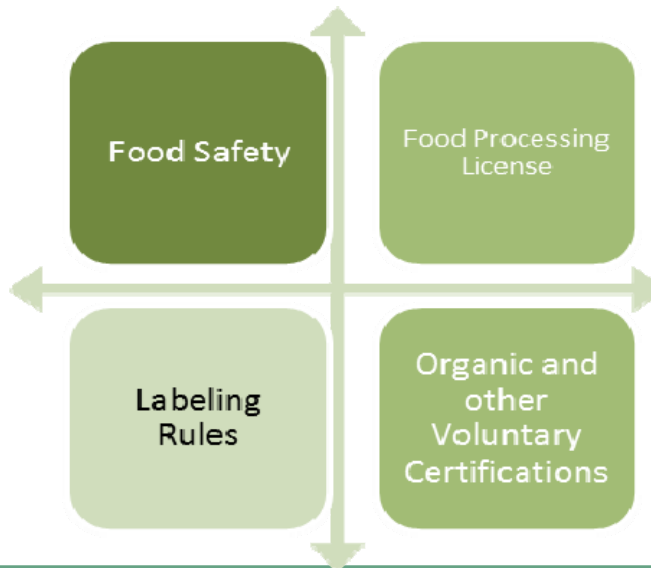 Food Safety
Food Processing
License
Labeling
Rules
Organic and
other
Voluntary
Certifications